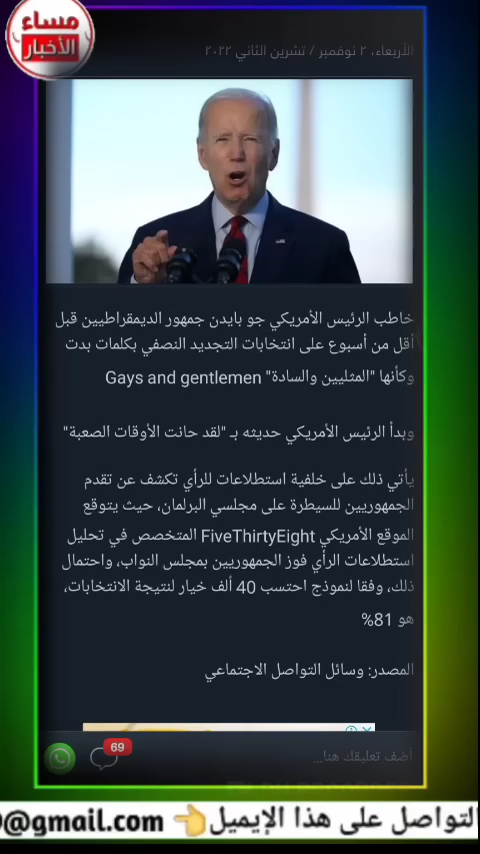 مساء
الأخبار
الأربعاء، ٢ نوفمبر / تشرين الثاني ٢٠٢٢
خاطب الرئيس الأمريكي جو بايدن جمهور الديمقراطيين قبل
أقل من أسبوع على انتخابات التجديد النصفي بكلمات بدت
وكأنها "المثليين والسادة" Gays and gentlemen
وبدأ الرئيس الأمريكي حديثه بـ "لقد حانت الأوقات الصعبة"
يأتي ذلك على خلفية استطلاعات للرأي تكشف عن تقدم
الجمهوريين للسيطرة على مجلسي البرلمان، حيث يتوقع
الموقع الأمريكي FiveThirtyEight المتخصص في تحليل
استطلاعات الرأي فوز الجمهوريين بمجلس النواب، واحتمال
ذلك، وفقا لنموذج احتسب 40 ألف خيار لنتيجة الانتخابات،
هو 81%
المصدر: وسائل التواصل الاجتماعي
69
أضف تعليقك هنا...
لتواصل على هذا الإيميل👈 @gmail.com